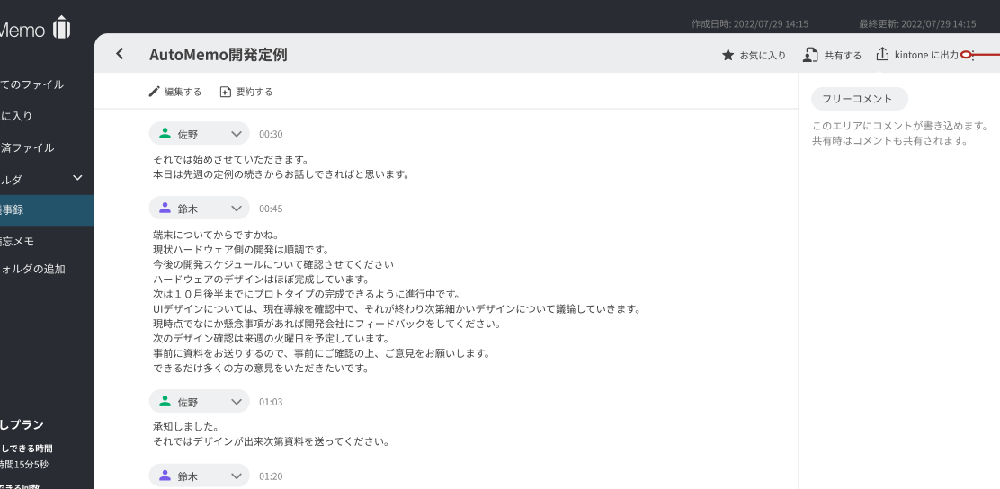 Memo
作成日時: 2022/07/29 14:15
最終更新: 2022/07/29 14:15
AutoMemo開発定例
お気に入り
共有する
kintone に出力
てのファイル
に入り
済ファイル
ルダ
事録
忘メモ
ォルダの追加
しプラン
しできる時間
時間15分5秒
できる回数
編集する
要約する
佐野 00:30
それでは始めさせていただきます。
本日は先週の定例の続きからお話しできればと思います。
鈴木 00:45
端末についてからですかね。
現状ハードウェア側の開発は順調です。
今後の開発スケジュールについて確認させてください
ハードウェアのデザインはほぼ完成しています。
次は１０月後半までにプロトタイプの完成できるように進行中です。
UIデザインについては、現在導線を確認中で、それが終わり次第細かいデザインについて議論していきます。
現時点でなにか懸念事項があれば開発会社にフィードバックをしてください。
次のデザイン確認は来週の火曜日を予定しています。
事前に資料をお送りするので、事前にご確認の上、ご意見をお願いします。
できるだけ多くの方の意見をいただきたいです。
佐野 01:03
承知しました。
それではデザインが出来次第資料を送ってください。
鈴木 01:20
フリーコメント
このエリアにコメントが書き込めます。
共有時はコメントも共有されます。